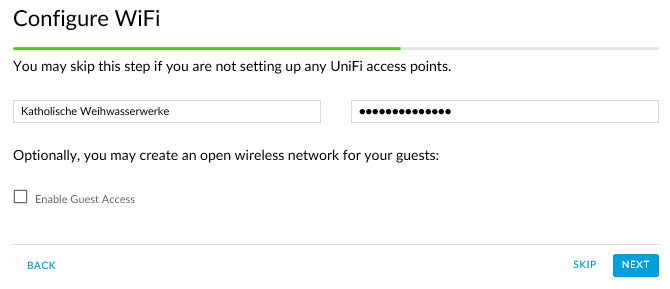 Configure WiFi
You may skip this step if you are not setting up any UniFi access points.
Katholische Weihwasserwerke ••••••••••••••
Optionally, you may create an open wireless network for your guests:
Enable Guest Access
BACK SKIP NEXT